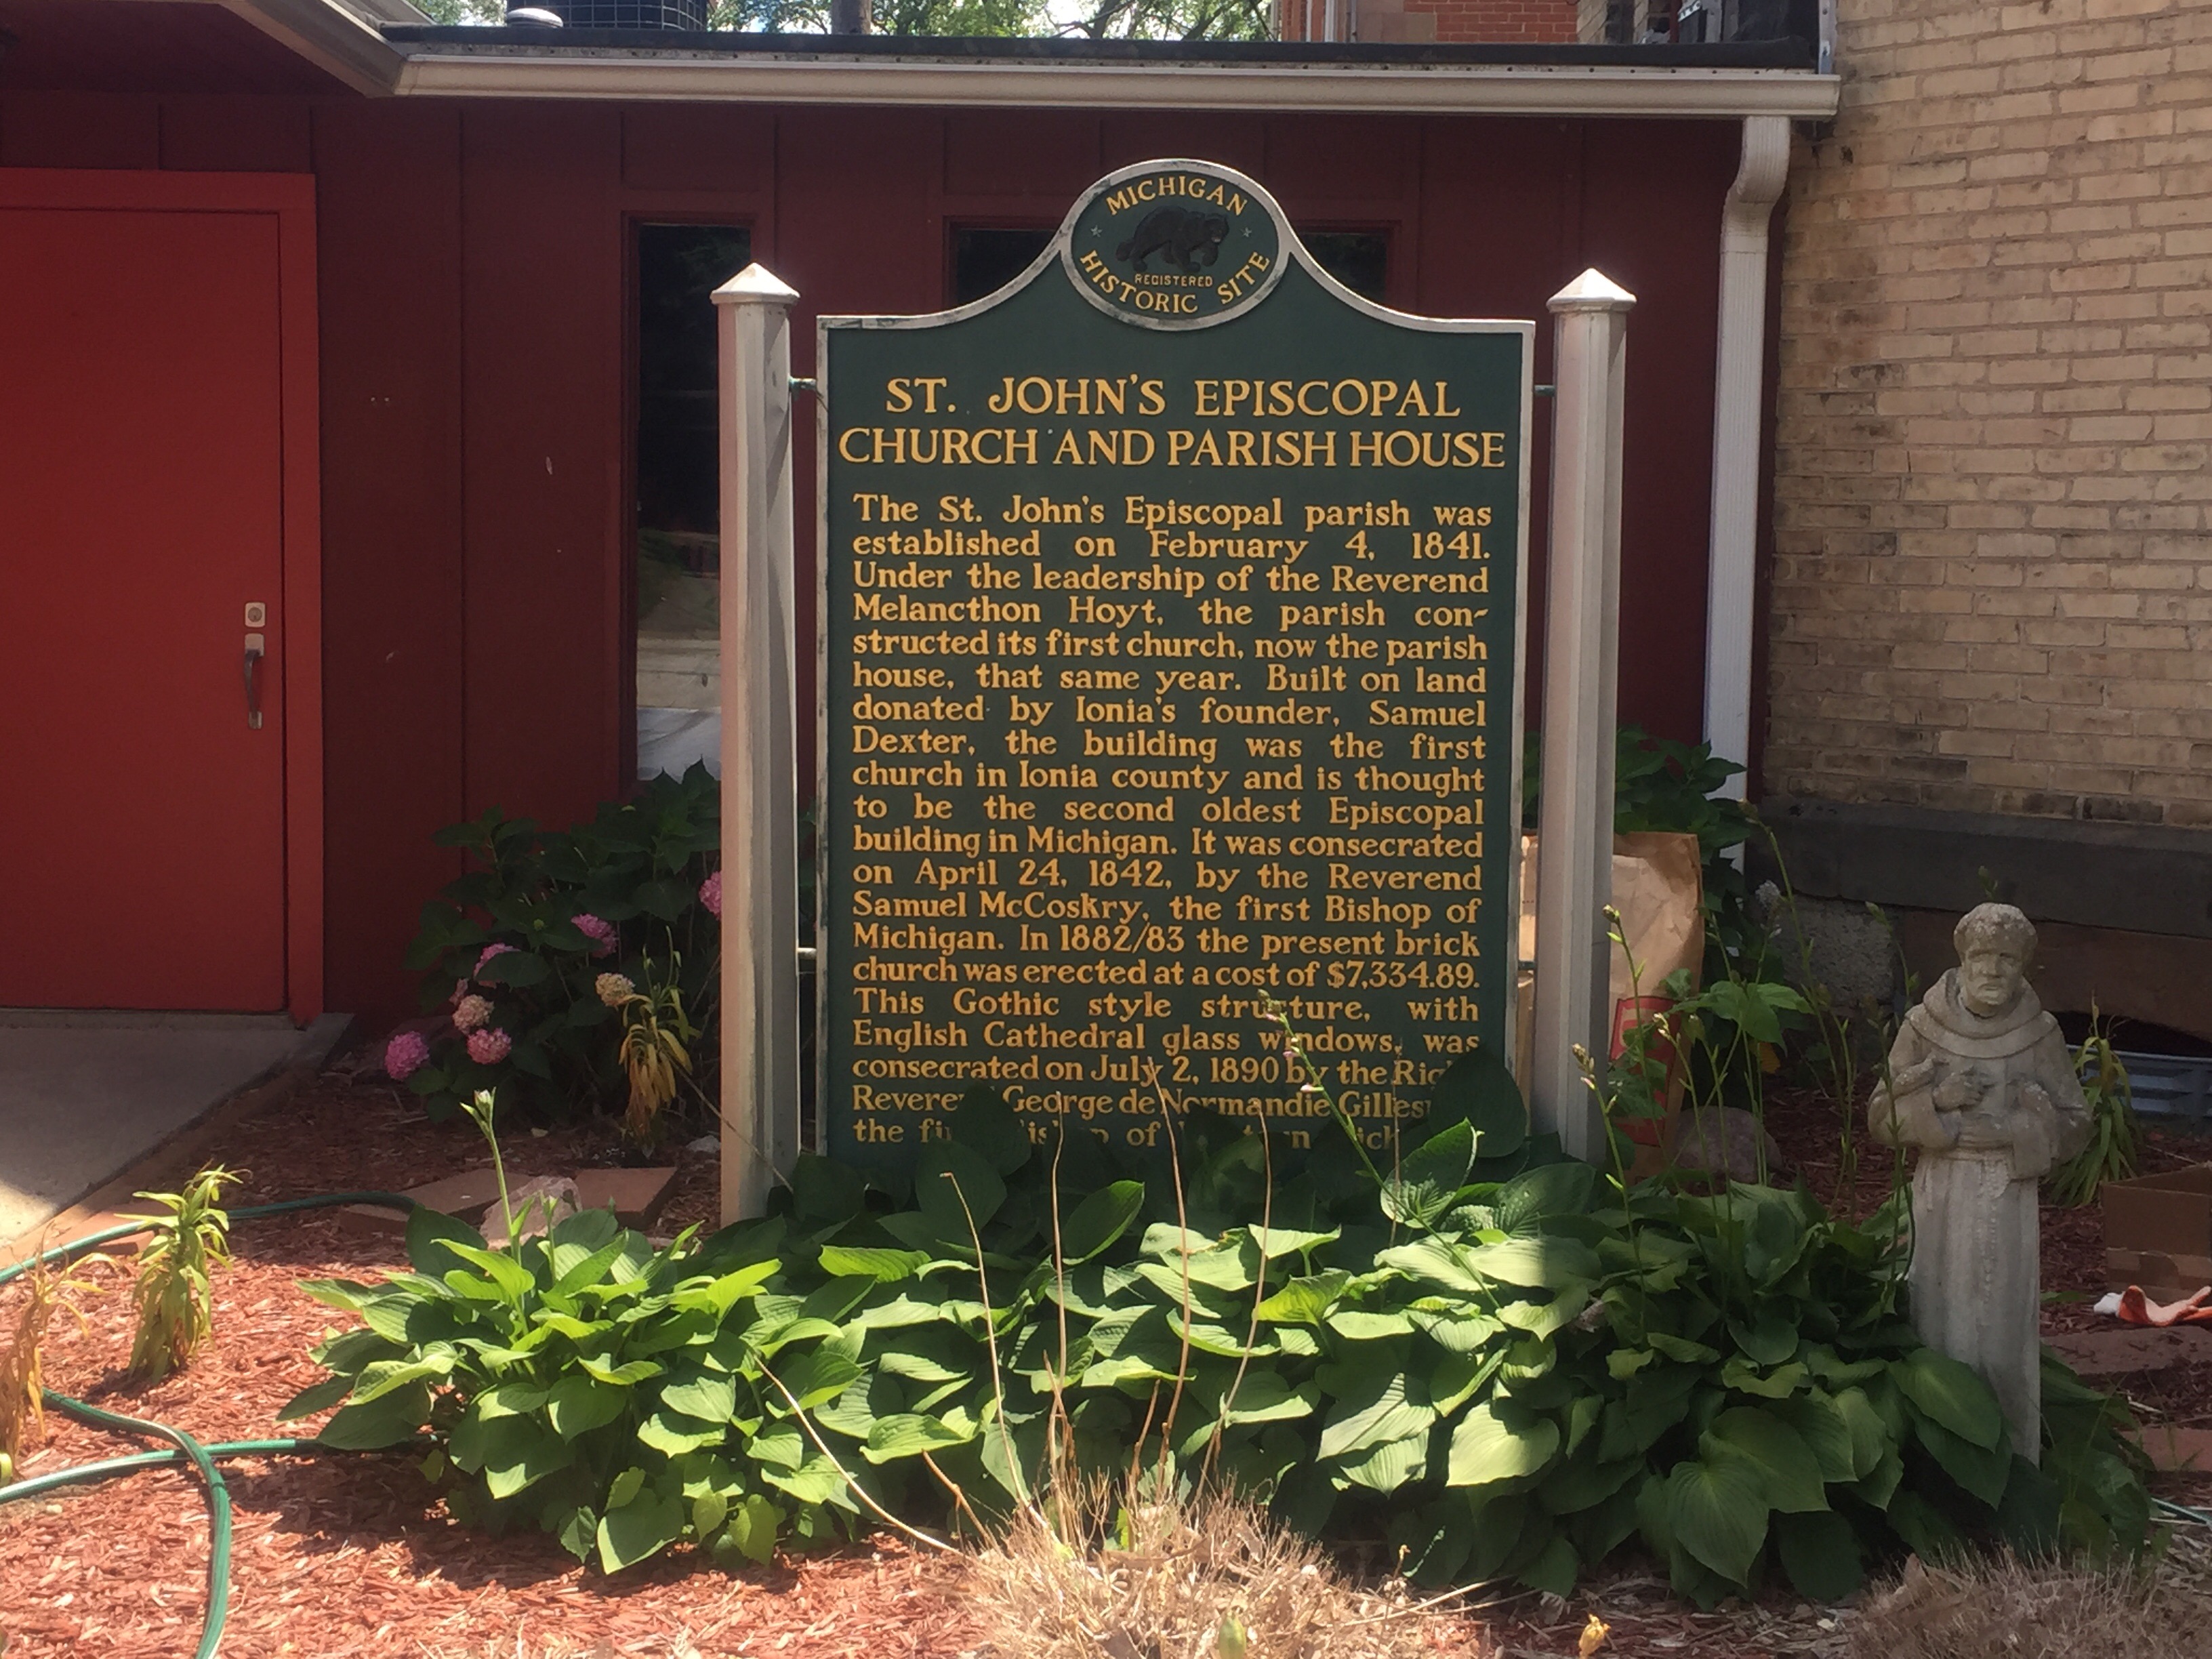 MICHIGAN
REGISTERED
HISTORIC SITE
ST. JOHN'S EPISCOPAL
CHURCH AND PARISH HOUSE
The St. John's Episcopal parish was
established on February 4, 1841.
Under the leadership of the Reverend
Melancthon Hoyt, the parish con-
structed its first church, now the parish
house, that same year. Built on land
donated by Ionia's founder, Samuel
Dexter, the building was the first
church in Ionia county and is thought
to be the second oldest Episcopal
building in Michigan. It was consecrated
on April 24, 1842, by the Reverend
Samuel McCoskry, the first Bishop of
Michigan. In 1882/83 the present brick
church was erected at a cost of $7,334.89.
This Gothic style structure, with
English Cathedral glass windows, was
consecrated on July 2, 1890 by the
George de Normandie
the of